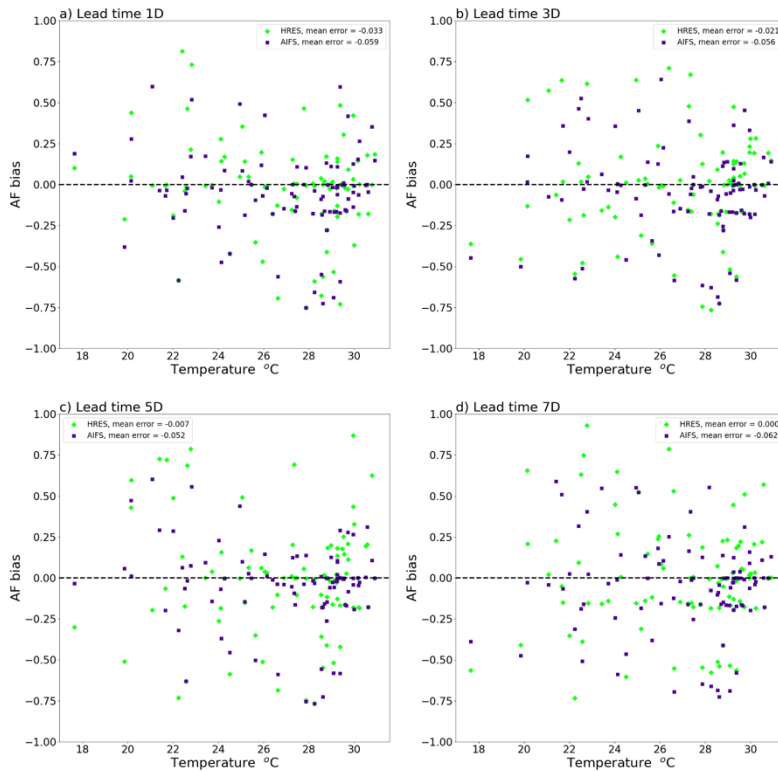 a) Lead time 1D
HRES, mean error = -0.033
AIFS, mean error = -0.059
1.00
0.75
0.50
0.25
0.00
−0.25
−0.50
−0.75
−1.00
AF bias
18 20 22 24 26 28 30
Temperature °C
b) Lead time 3D
HRES, mean error = -0.021
AIFS, mean error = -0.056
1.00
0.75
0.50
0.25
0.00
−0.25
−0.50
−0.75
−1.00
AF bias
18 20 22 24 26 28 30
Temperature °C
c) Lead time 5D
HRES, mean error = -0.007
AIFS, mean error = -0.052
1.00
0.75
0.50
0.25
0.00
−0.25
−0.50
−0.75
−1.00
AF bias
18 20 22 24 26 28 30
Temperature °C
d) Lead time 7D
HRES, mean error = 0.000
AIFS, mean error = -0.062
1.00
0.75
0.50
0.25
0.00
−0.25
−0.50
−0.75
−1.00
AF bias
18 20 22 24 26 28 30
Temperature °C